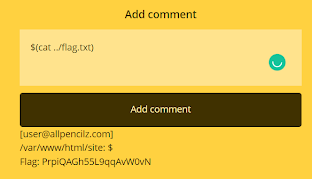 Add comment
$(cat ../flag.txt)
Add comment
[user@allpencilz.com]
/var/www/html/site: $
Flag: PrpiQAGh55L9qqAvW0vN